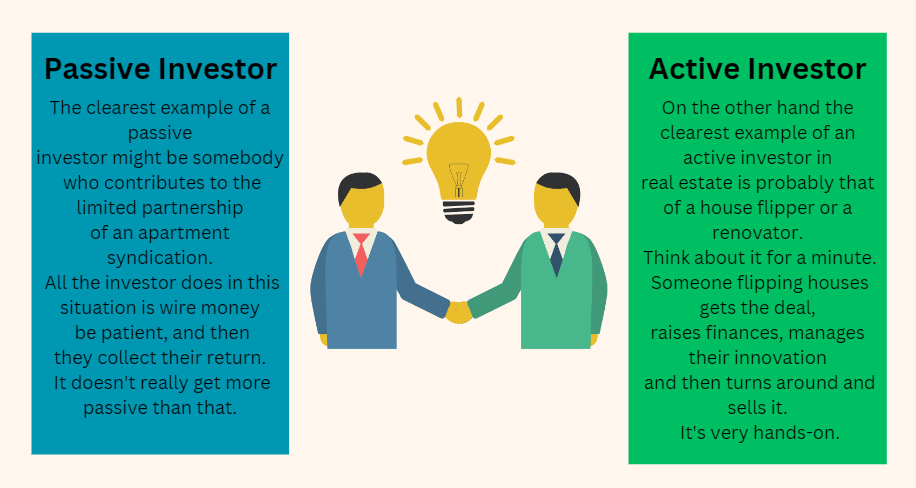 Passive Investor
The clearest example of a
passive
investor might be somebody
who contributes to the
limited partnership
of an apartment
syndication.
All the investor does in this
situation is wire money
be patient, and then
they collect their return.
It doesn't really get more
passive than that.
Active Investor
On the other hand the
clearest example of an
active investor in
real estate is probably that
of a house flipper or a
renovator.
Think about it for a minute.
Someone flipping houses
gets the deal,
raises finances, manages
their innovation
and then turns around and
sells it.
It's very hands-on.